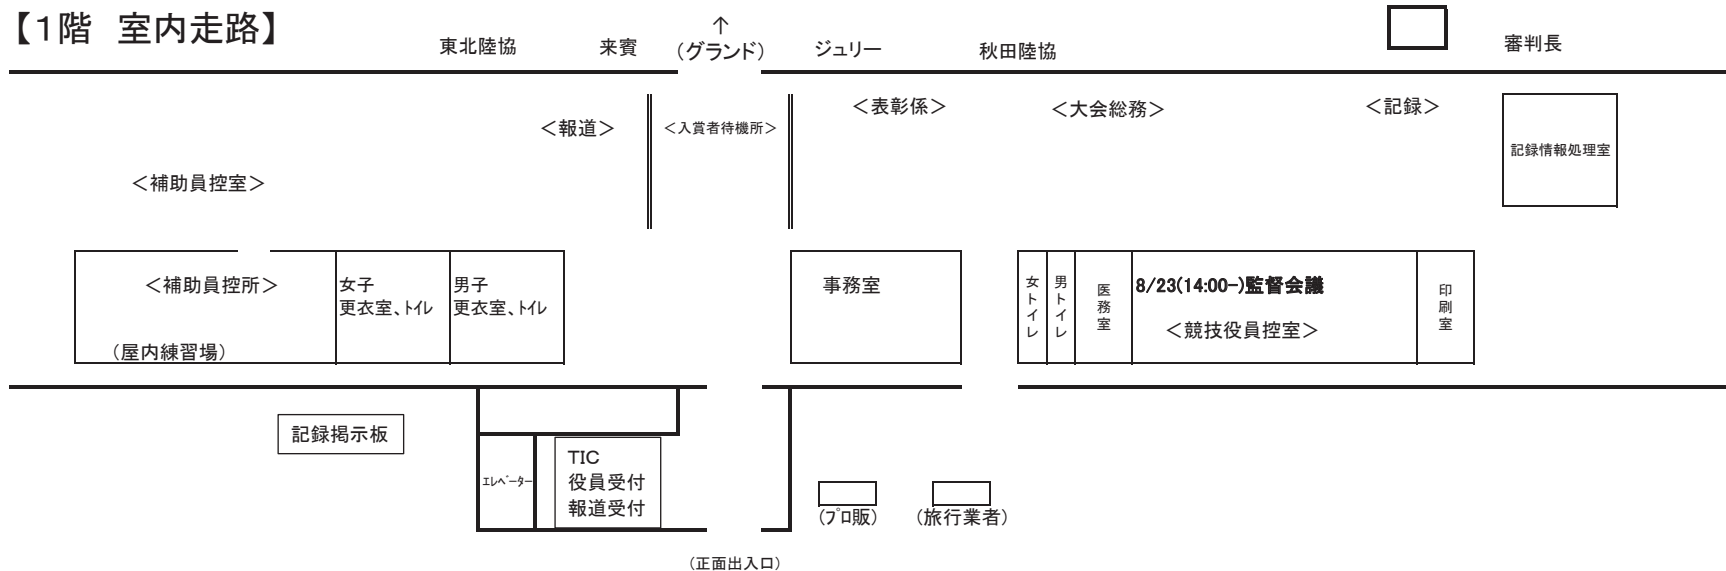 【1階　室内走路】
東北陸協
来賓
↑
(グランド)
ジュリー
秋田陸協
審判長
＜報道＞
＜入賞者待機所＞
＜表彰係＞
＜大会総務＞
＜記録＞
記録情報処理室
＜補助員控室＞
＜補助員控所＞
(屋内練習場)
女子
更衣室、ﾄｲﾚ
男子
更衣室、ﾄｲﾚ
事務室
女トイレ
男トイレ
医務室
8/23(14:00-)監督会議
＜競技役員控室＞
印刷室
記録掲示板
ｴﾚﾍﾞｰﾀｰ
TIC
役員受付
報道受付
(ﾌﾟﾛ販)
(旅行業者)
(正面出入口)